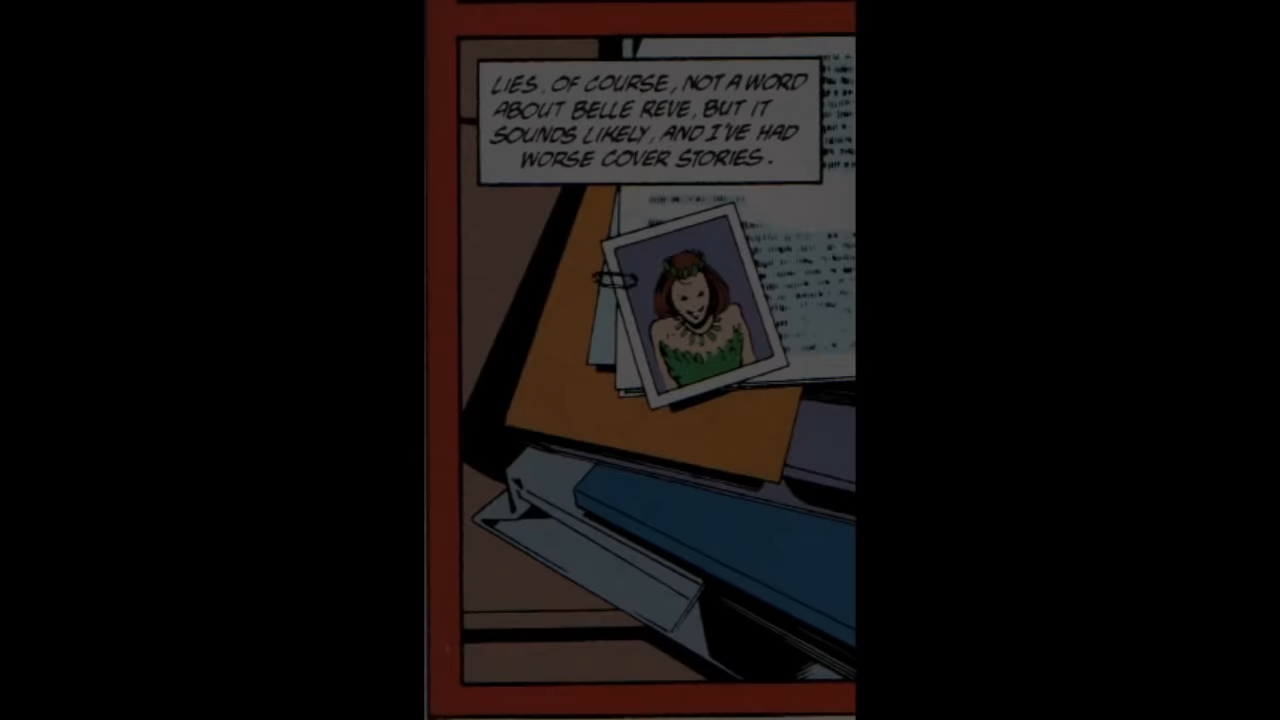 LIES. OF COURSE, NOT A WORD
ABOUT BELLE REVE, BUT IT
SOUNDS LIKELY, AND I'VE HAD
WORSE COVER STORIES.